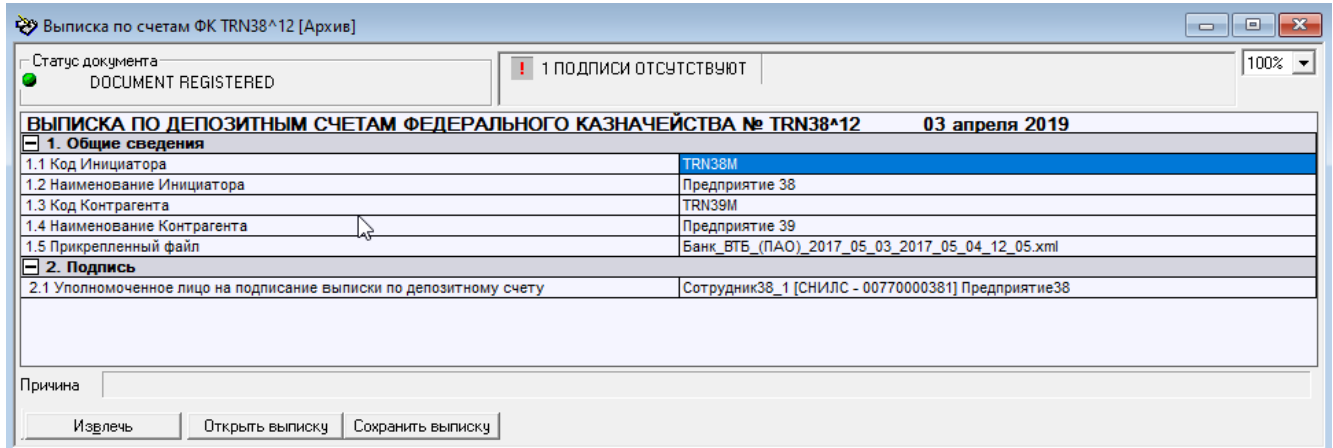 Выписка по счетам ФК TRN38^12 [Архив]
Статус документа
DOCUMENT REGISTERED
! 1 ПОДПИСИ ОТСУТСТВУЮТ
100%
ВЫПИСКА ПО ДЕПОЗИТНЫМ СЧЕТАМ ФЕДЕРАЛЬНОГО КАЗНАЧЕЙСТВА № TRN38^12 03 апреля 2019
1. Общие сведения
1.1 Код Инициатора TRN38M
1.2 Наименование Инициатора Предприятие 38
1.3 Код Контрагента TRN39M
1.4 Наименование Контрагента Предприятие 39
1.5 Прикрепленный файл Банк_ВТБ_(ПАО)_2017_05_03_2017_05_04_12_05.xml
2. Подпись
2.1 Уполномоченное лицо на подписание выписки по депозитному счету Сотрудник38_1 [СНИЛС - 00770000381] Предприятие38
Причина
Извлечь Открыть выписку Сохранить выписку